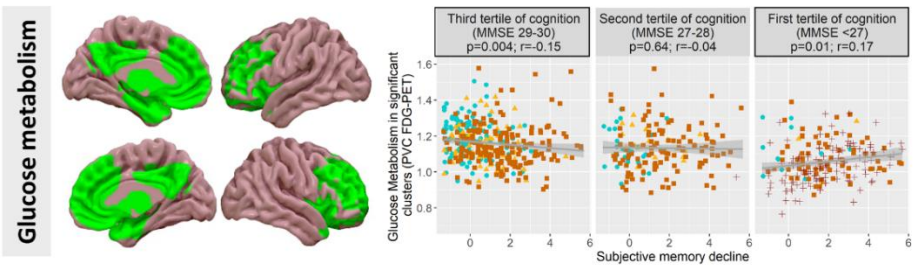 Glucose metabolism
Third tertile of cognition
(MMSE 29-30)
p=0.004; r=-0.15
Second tertile of cognition
(MMSE 27-28)
p=0.64; r=-0.04
First tertile of cognition
(MMSE <27)
p=0.01; r=0.17
Glucose Metabolism in significant
clusters (PVC FDG-PET)
1.6
1.4
1.2
1.0
0.8
0 2 4 6
0 2 4 6
0 2 4 6
Subjective memory decline